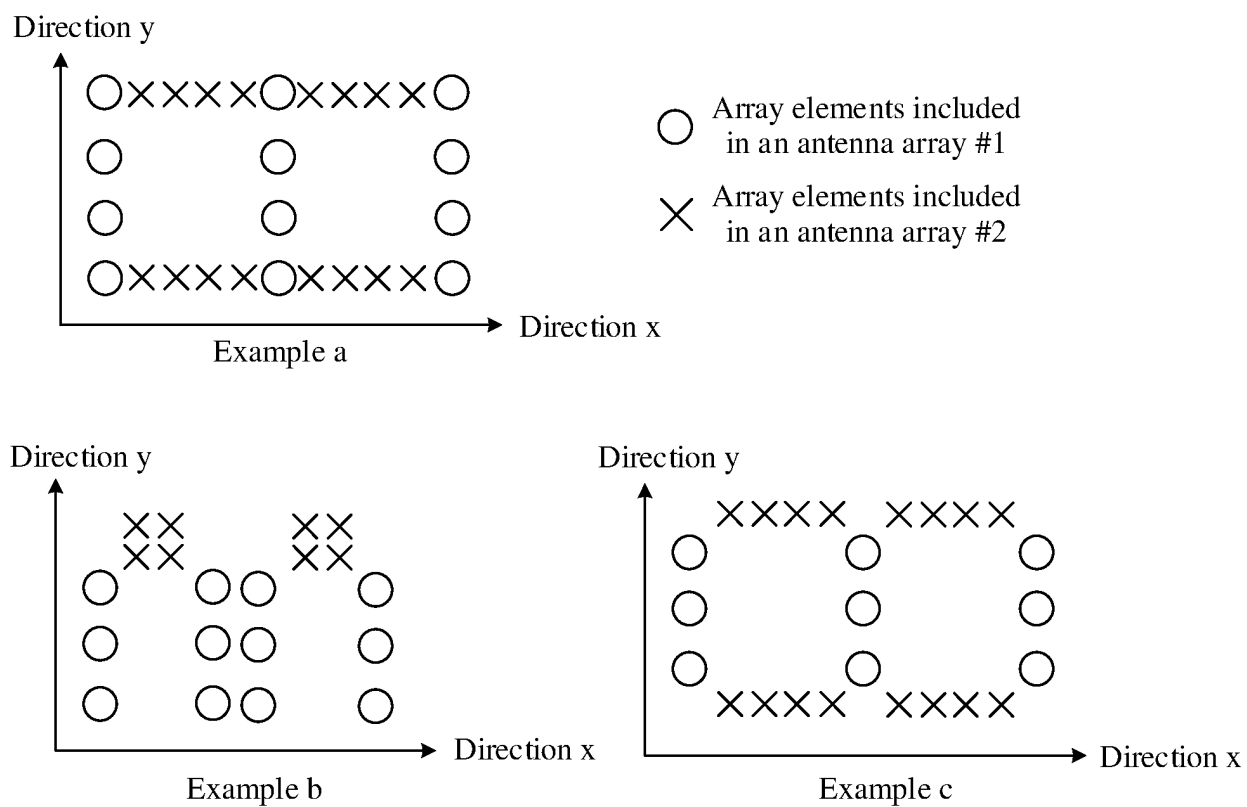 Direction y
Array elements included
in an antenna array #1
Array elements included
in an antenna array #2
Direction x
Example a
Direction y
Direction x
Example b
Direction y
Direction x
Example c